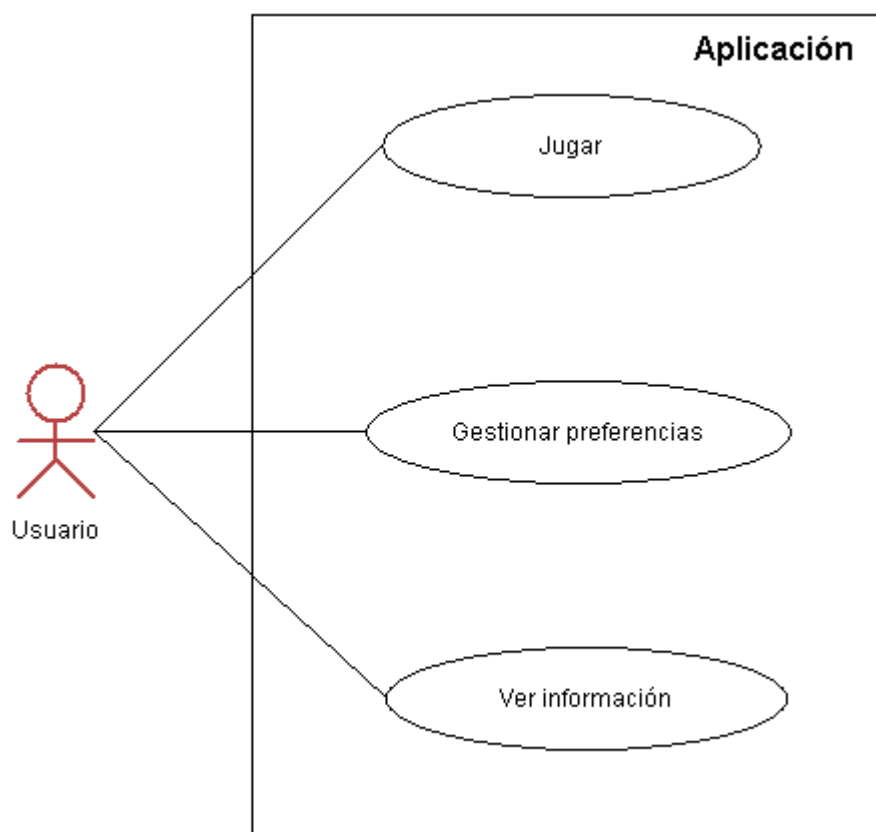 Aplicación
Jugar
Gestionar preferencias
Usuario
Ver información